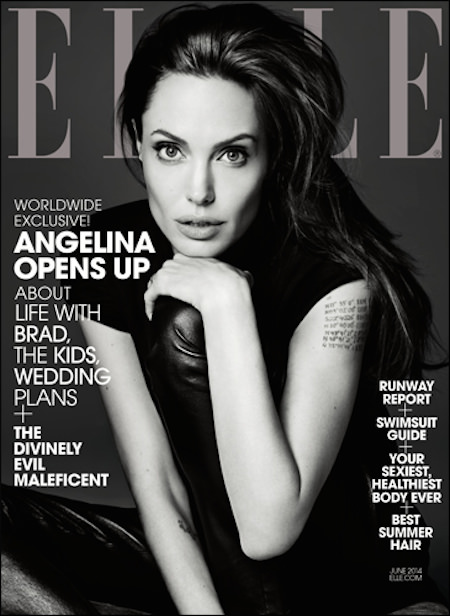 ELLE
WORLDWIDE
EXCLUSIVE!
ANGELINA
OPENS UP
ABOUT
LIFE WITH
BRAD,
THE KIDS,
WEDDING
PLANS
+
THE
DIVINELY
EVIL
MALEFICENT
RUNWAY
REPORT
+
SWIMSUIT
GUIDE
+
YOUR
SEXIEST,
HEALTHIEST
BODY EVER
+
BEST
SUMMER
HAIR
JUNE 2014
ELLE.COM